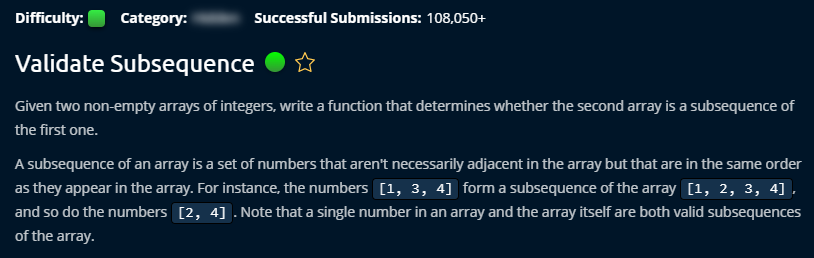 Difficulty: Category: Successful Submissions: 108,050+
Validate Subsequence
Given two non-empty arrays of integers, write a function that determines whether the second array is a subsequence of
the first one.
A subsequence of an array is a set of numbers that aren't necessarily adjacent in the array but that are in the same order
as they appear in the array. For instance, the numbers [1, 3, 4] form a subsequence of the array [1, 2, 3, 4] ,
and so do the numbers [2, 4] . Note that a single number in an array and the array itself are both valid subsequences
of the array.